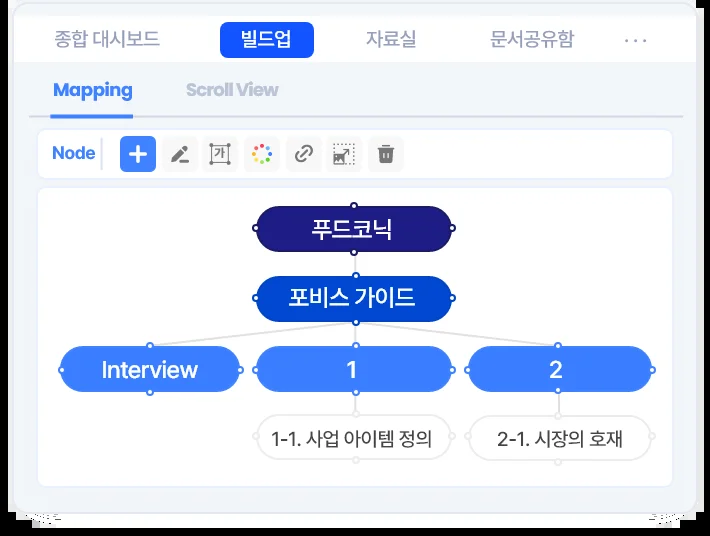 종합 대시보드 빌드업 자료실 문서공유함 ...
Mapping Scroll View
Node 가
푸드코닉
포비스 가이드
Interview 1 2
1-1. 사업 아이템 정의 2-1. 시장의 호재